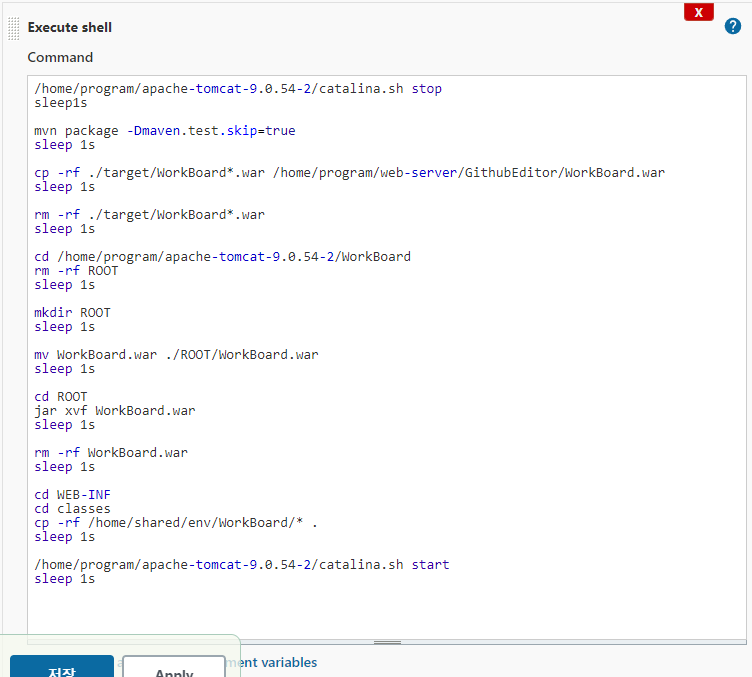 X
Execute shell
?
Command
/home/program/apache-tomcat-9.0.54-2/catalina.sh stop
sleep1s
mvn package -Dmaven.test.skip=true
sleep 1s
cp -rf ./target/WorkBoard*.war /home/program/web-server/GithubEditor/WorkBoard.war
sleep 1s
rm -rf ./target/WorkBoard*.war
sleep 1s
cd /home/program/apache-tomcat-9.0.54-2/WorkBoard
rm -rf ROOT
sleep 1s
mkdir ROOT
sleep 1s
mv WorkBoard.war ./ROOT/WorkBoard.war
sleep 1s
cd ROOT
jar xvf WorkBoard.war
sleep 1s
rm -rf WorkBoard.war
sleep 1s
cd WEB-INF
cd classes
cp -rf /home/shared/env/WorkBoard/* .
sleep 1s
/home/program/apache-tomcat-9.0.54-2/catalina.sh start
sleep 1s
variables
저장 Apply